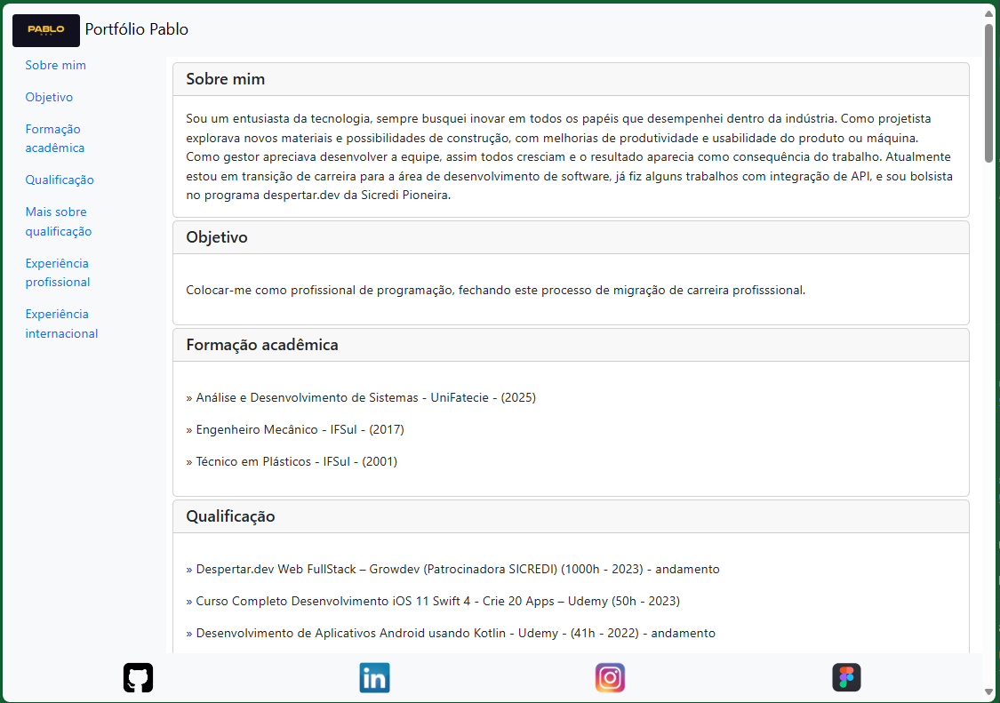 PABLO
DEV
Portfólio Pablo
Sobre mim
Objetivo
Formação
acadêmica
Qualificação
Mais sobre
qualificação
Experiência
profissional
Experiência
internacional
Sobre mim
Sou um entusiasta da tecnologia, sempre busquei inovar em todos os papéis que desempenhei dentro da indústria. Como projetista
explorava novos materiais e possibilidades de construção, com melhorias de produtividade e usabilidade do produto ou máquina.
Como gestor apreciava desenvolver a equipe, assim todos cresciam e o resultado aparecia como consequência do trabalho. Atualmente
estou em transição de carreira para a área de desenvolvimento de software, já fiz alguns trabalhos com integração de API, e sou bolsista
no programa despertar.dev da Sicredi Pioneira.
Objetivo
Colocar-me como profissional de programação, fechando este processo de migração de carreira profisssional.
Formação acadêmica
» Análise e Desenvolvimento de Sistemas - UniFatecie - (2025)
» Engenheiro Mecânico - IFSul - (2017)
» Técnico em Plásticos - IFSul - (2001)
Qualificação
» Despertar.dev Web FullStack – Growdev (Patrocinadora SICREDI) (1000h - 2023) - andamento
» Curso Completo Desenvolvimento iOS 11 Swift 4 - Crie 20 Apps – Udemy (50h - 2023)
» Desenvolvimento de Aplicativos Android usando Kotlin - Udemy - (41h - 2022) - andamento
in